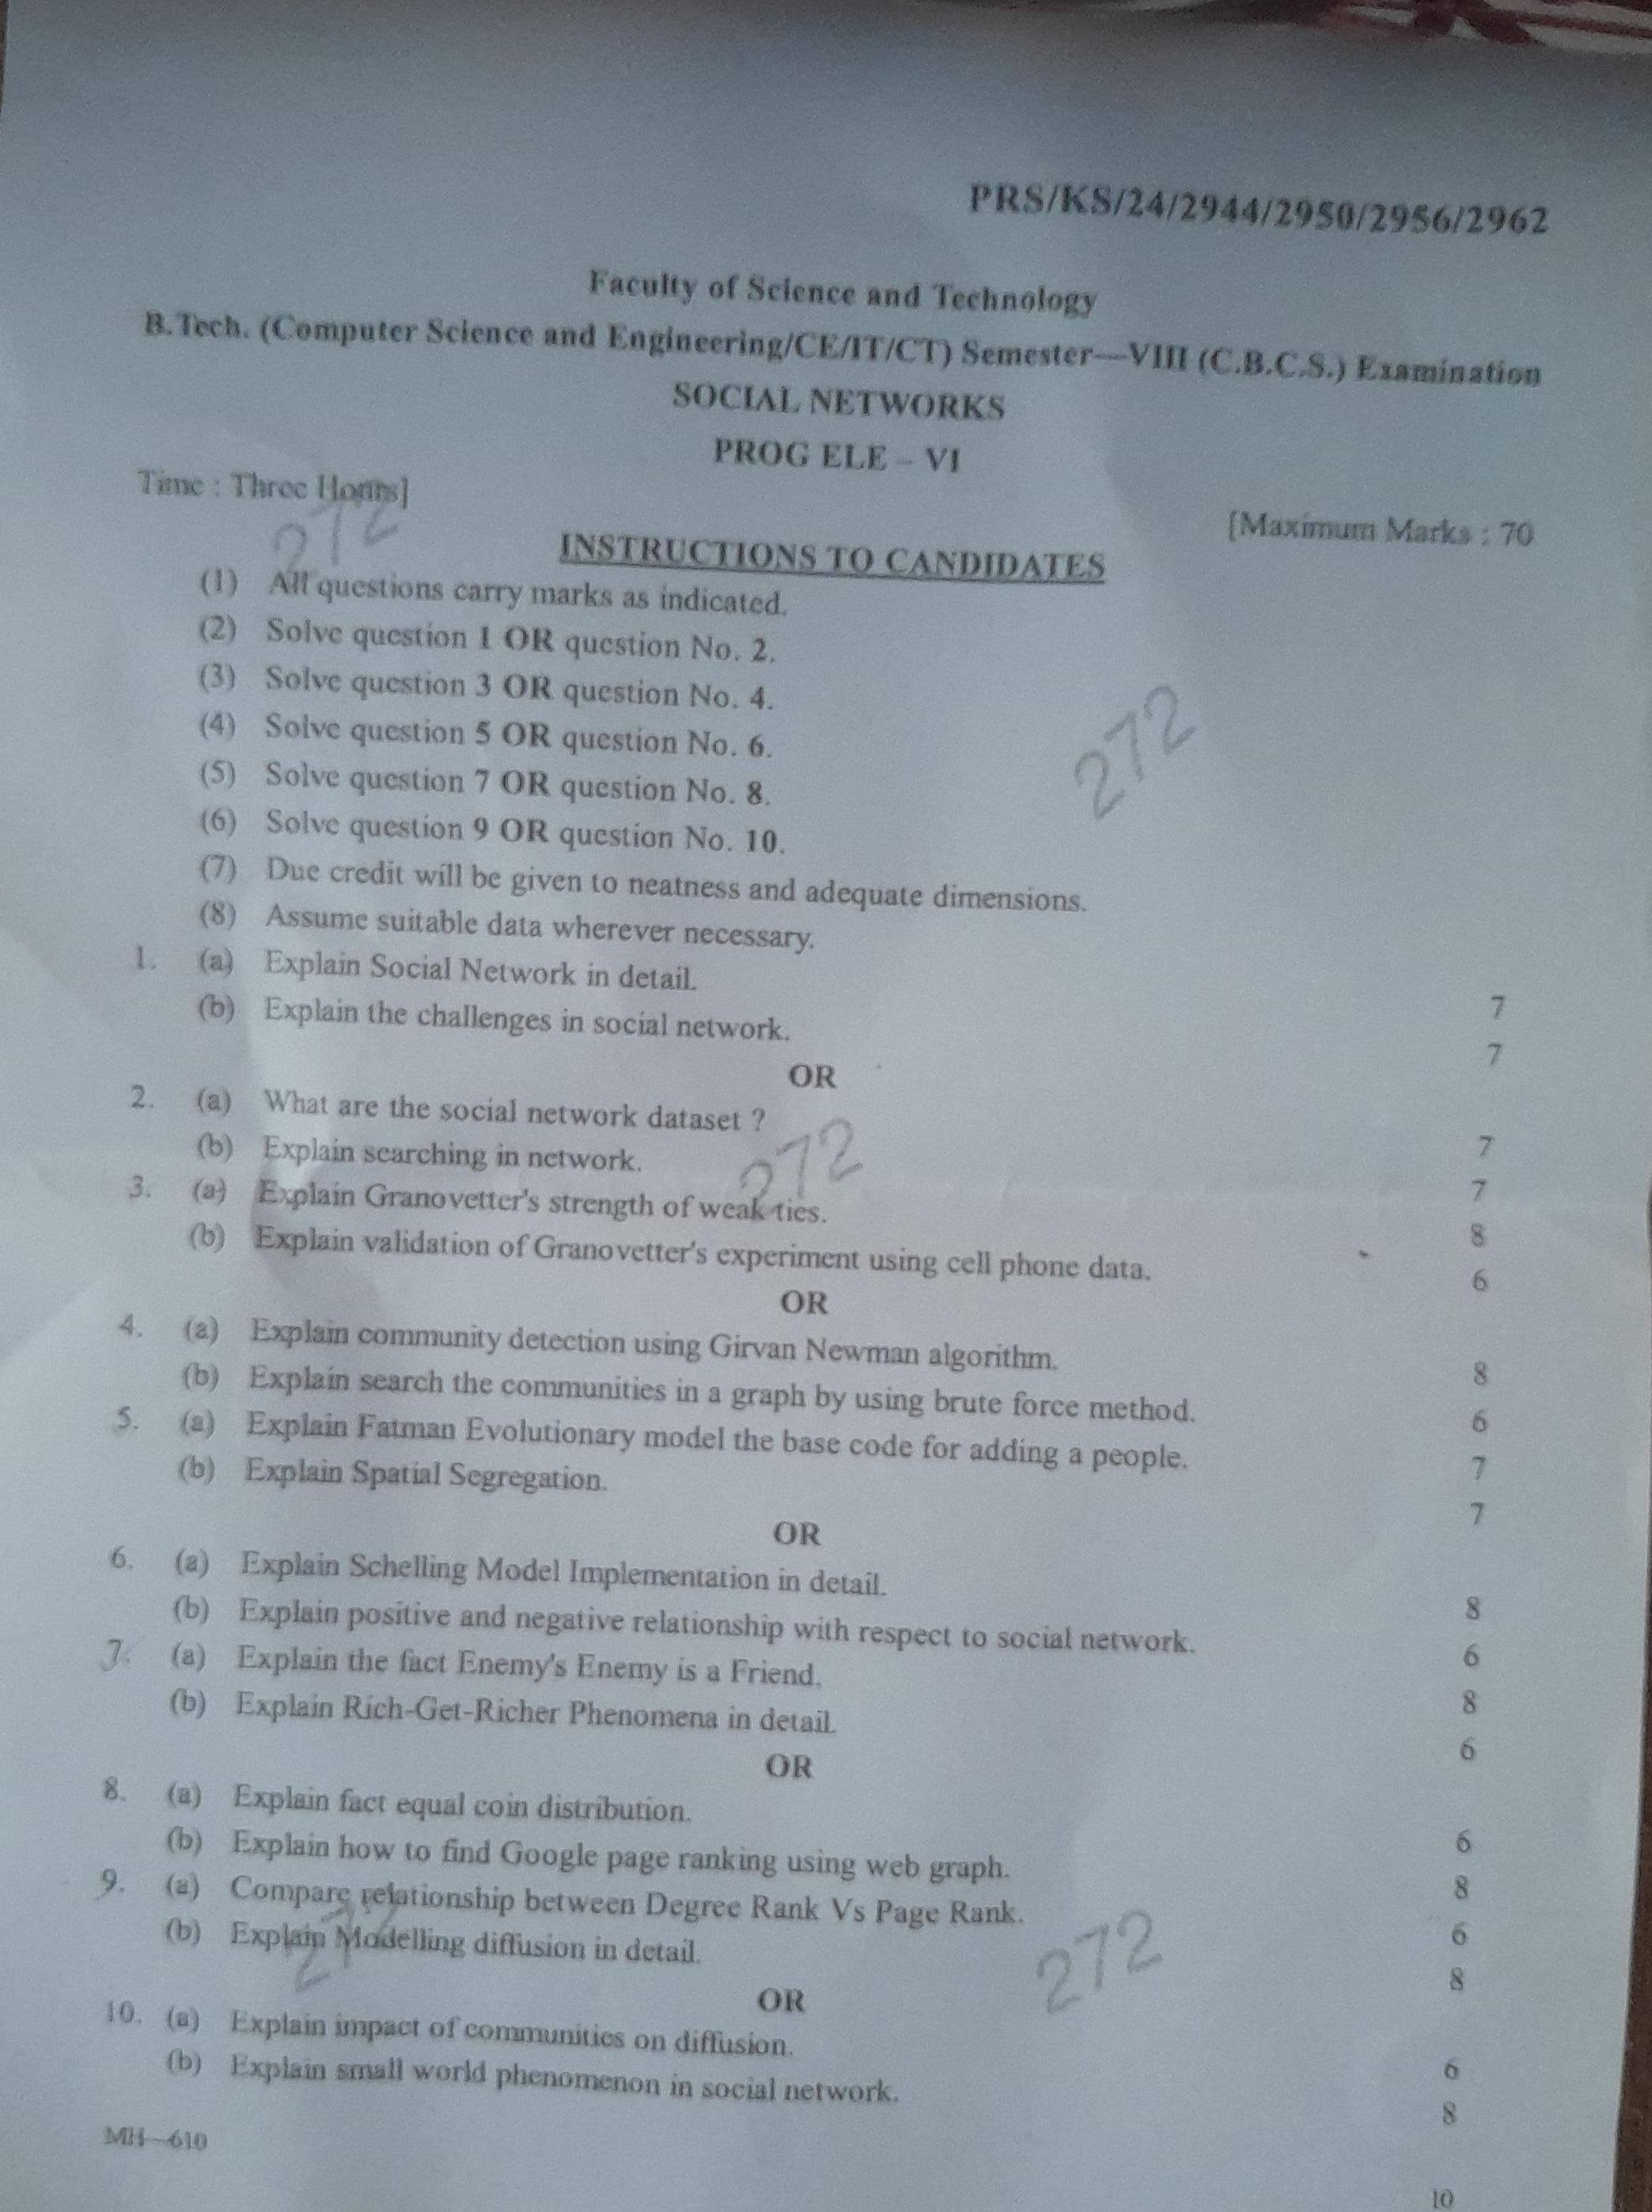 PRS/KS/24/2944/2950/2956/2962
Faculty of Science and Technology
B.Tech. (Computer Science and Engineering/CE/IT/CT) Semester—VIII (C.B.C.S.) Examination
SOCIAL NETWORKS
PROG ELE – VI
Time : Three Hours]
[Maximum Marks : 70
272
INSTRUCTIONS TO CANDIDATES
(1) All questions carry marks as indicated.
(2) Solve question 1 OR question No. 2.
(3) Solve question 3 OR question No. 4.
(4) Solve question 5 OR question No. 6.
272
(5) Solve question 7 OR question No. 8.
(6) Solve question 9 OR question No. 10.
(7) Due credit will be given to neatness and adequate dimensions.
(8) Assume suitable data wherever necessary.
1. (a) Explain Social Network in detail. 7
(b) Explain the challenges in social network. 7
OR
2. (a) What are the social network dataset ? 7
272
(b) Explain searching in network. 7
3. (a) Explain Granovetter's strength of weak ties. 8
(b) Explain validation of Granovetter's experiment using cell phone data. 6
OR
4. (a) Explain community detection using Girvan Newman algorithm. 8
(b) Explain search the communities in a graph by using brute force method. 6
5. (a) Explain Fatman Evolutionary model the base code for adding a people. 7
(b) Explain Spatial Segregation. 7
OR
6. (a) Explain Schelling Model Implementation in detail. 8
(b) Explain positive and negative relationship with respect to social network. 6
7. (a) Explain the fact Enemy's Enemy is a Friend. 8
(b) Explain Rich-Get-Richer Phenomena in detail. 6
OR
8. (a) Explain fact equal coin distribution. 6
(b) Explain how to find Google page ranking using web graph. 8
9. (a) Compare relationship between Degree Rank Vs Page Rank. 6
(b) Explain Modelling diffusion in detail. 8
272
272
OR
10. (a) Explain impact of communities on diffusion. 6
(b) Explain small world phenomenon in social network. 8
MH—610
10